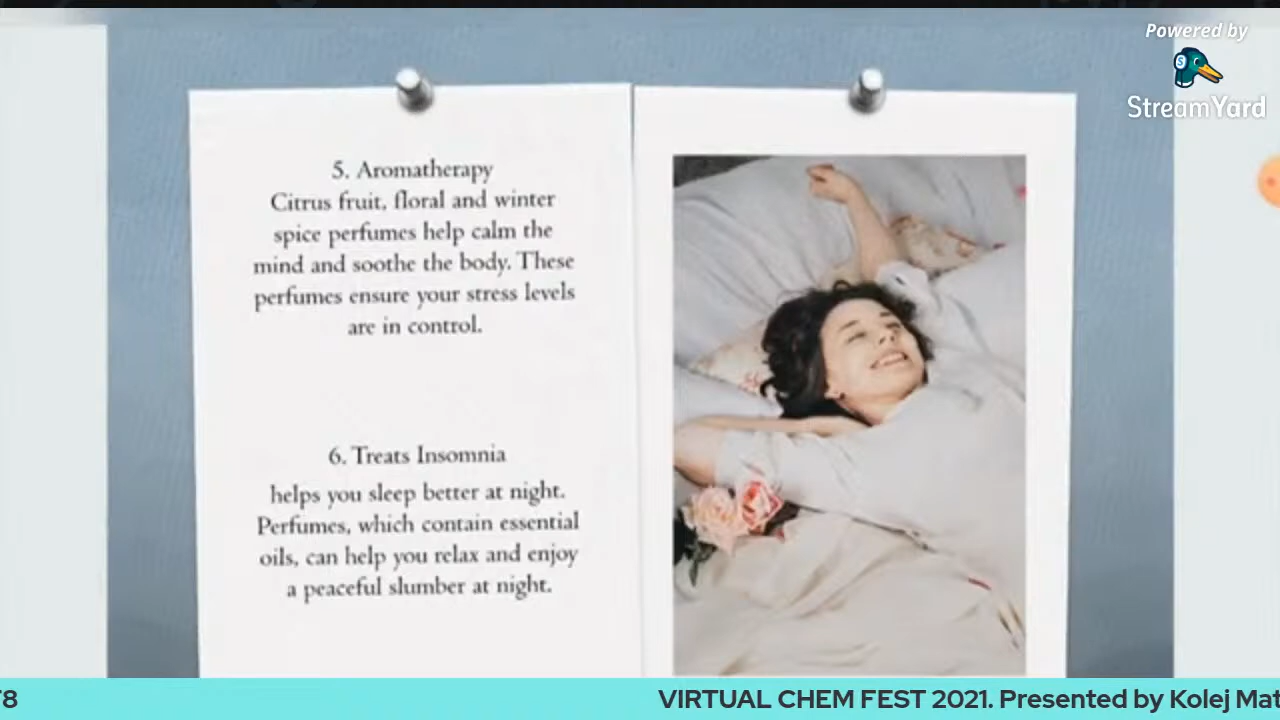 Powered by
StreamYard
5. Aromatherapy
Citrus fruit, floral and winter
spice perfumes help calm the
mind and soothe the body. These
perfumes ensure your stress levels
are in control.
6. Treats Insomnia
helps you sleep better at night.
Perfumes, which contain essential
oils, can help you relax and enjoy
a peaceful slumber at night.
VIRTUAL CHEM FEST 2021. Presented by Kolej Mat